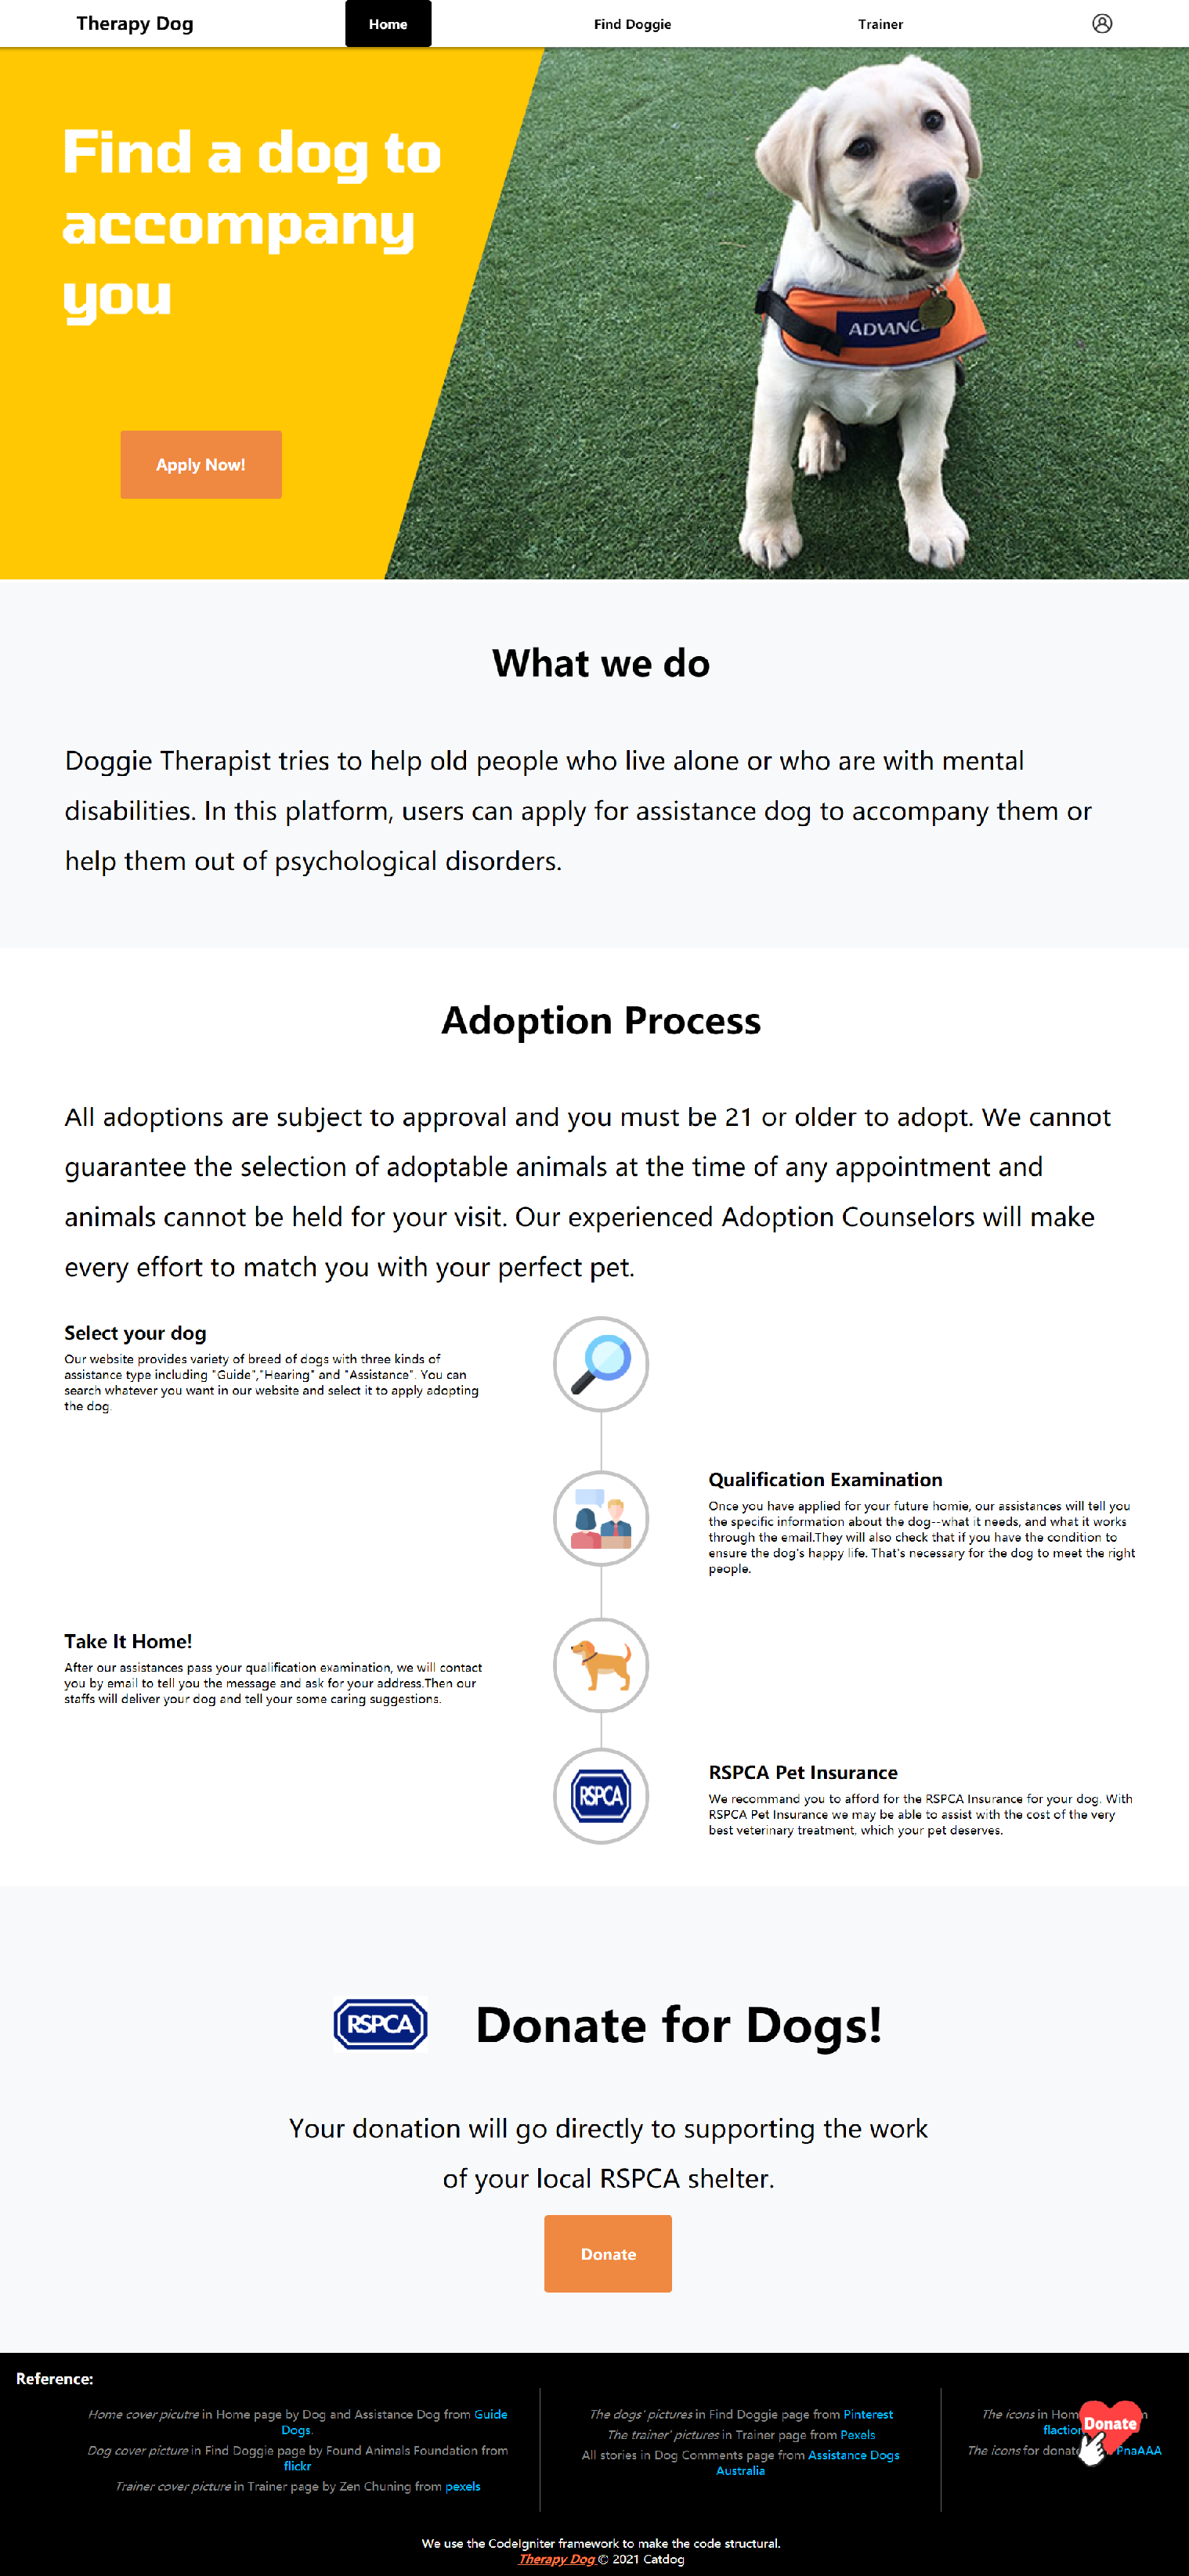 Therapy Dog
Home
Find Doggie
Trainer
Find a dog to
accompany
you
ADVANC
Apply Now!
What we do
Doggie Therapist tries to help old people who live alone or who are with mental
disabilities. In this platform, users can apply for assistance dog to accompany them or
help them out of psychological disorders.
Adoption Process
All adoptions are subject to approval and you must be 21 or older to adopt. We cannot
guarantee the selection of adoptable animals at the time of any appointment and
animals cannot be held for your visit. Our experienced Adoption Counselors will make
every effort to match you with your perfect pet.
Select your dog
Our website provides variety of breed of dogs with three kinds of
assistance type including "Guide","Hearing" and "Assistance". You can
search whatever you want in our website and select it to apply adopting
the dog.
Qualification Examination
Once you have applied for your future homie, our assistances will tell you
the specific information about the dog--what it needs, and what it works
through the email.They will also check that if you have the condition to
ensure the dog's happy life. That's necessary for the dog to meet the right
people.
Take It Home!
After our assistances pass your qualification examination, we will contact
you by email to tell you the message and ask for your address.Then our
staffs will deliver your dog and tell your some caring suggestions.
RSPCA
RSPCA Pet Insurance
We recommand you to afford for the RSPCA Insurance for your dog. With
RSPCA Pet Insurance we may be able to assist with the cost of the very
best veterinary treatment, which your pet deserves.
RSPCA
Donate for Dogs!
Your donation will go directly to supporting the work
of your local RSPCA shelter.
Donate
Reference:
Home cover picutre in Home page by Dog and Assistance Dog from Guide
Dogs.
Dog cover picture in Find Doggie page by Found Animals Foundation from
flickr
Trainer cover picture in Trainer page by Zen Chuning from pexels
The dogs' pictures in Find Doggie page from Pinterest
The trainer' pictures in Trainer page from Pexels
All stories in Dog Comments page from Assistance Dogs
Australia
The icons in Hom
flaction
The icons for donat
PnaAAA
Donate
We use the CodeIgniter framework to make the code structural.
Therapy Dog © 2021 Catdog